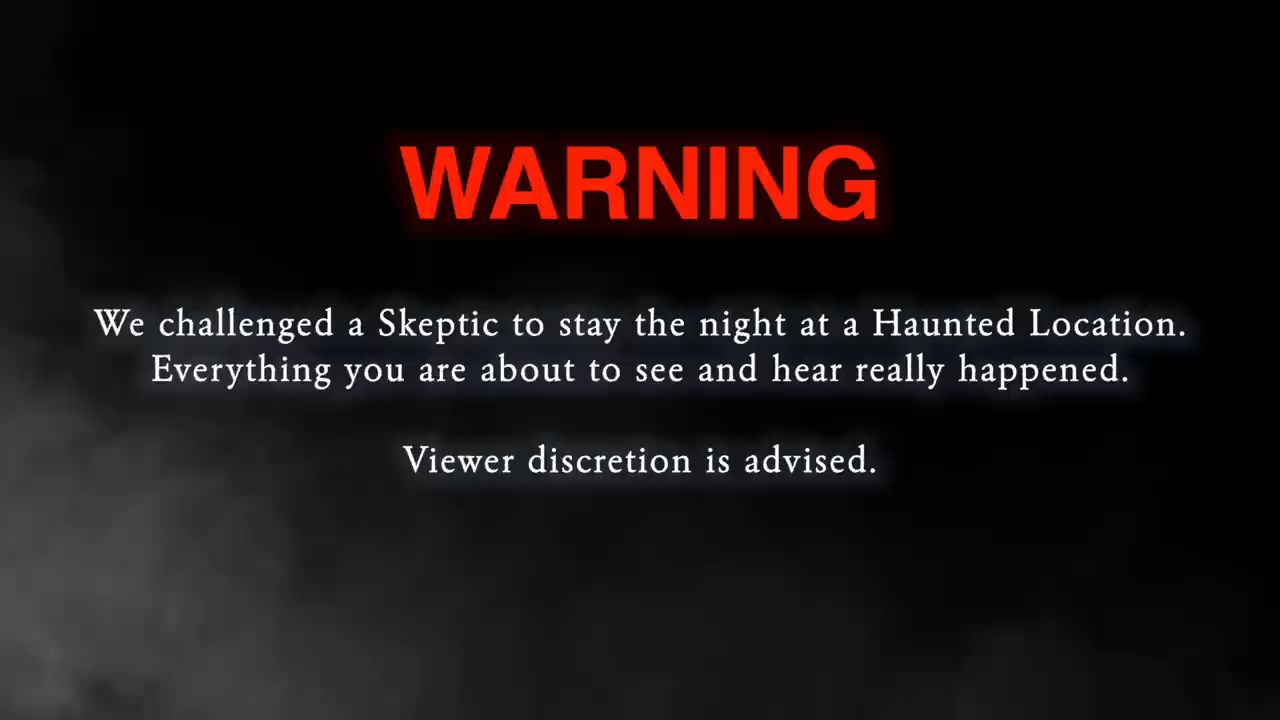 WARNING
We challenged a Skeptic to stay the night at a Haunted Location.
Everything you are about to see and hear really happened.
Viewer discretion is advised.